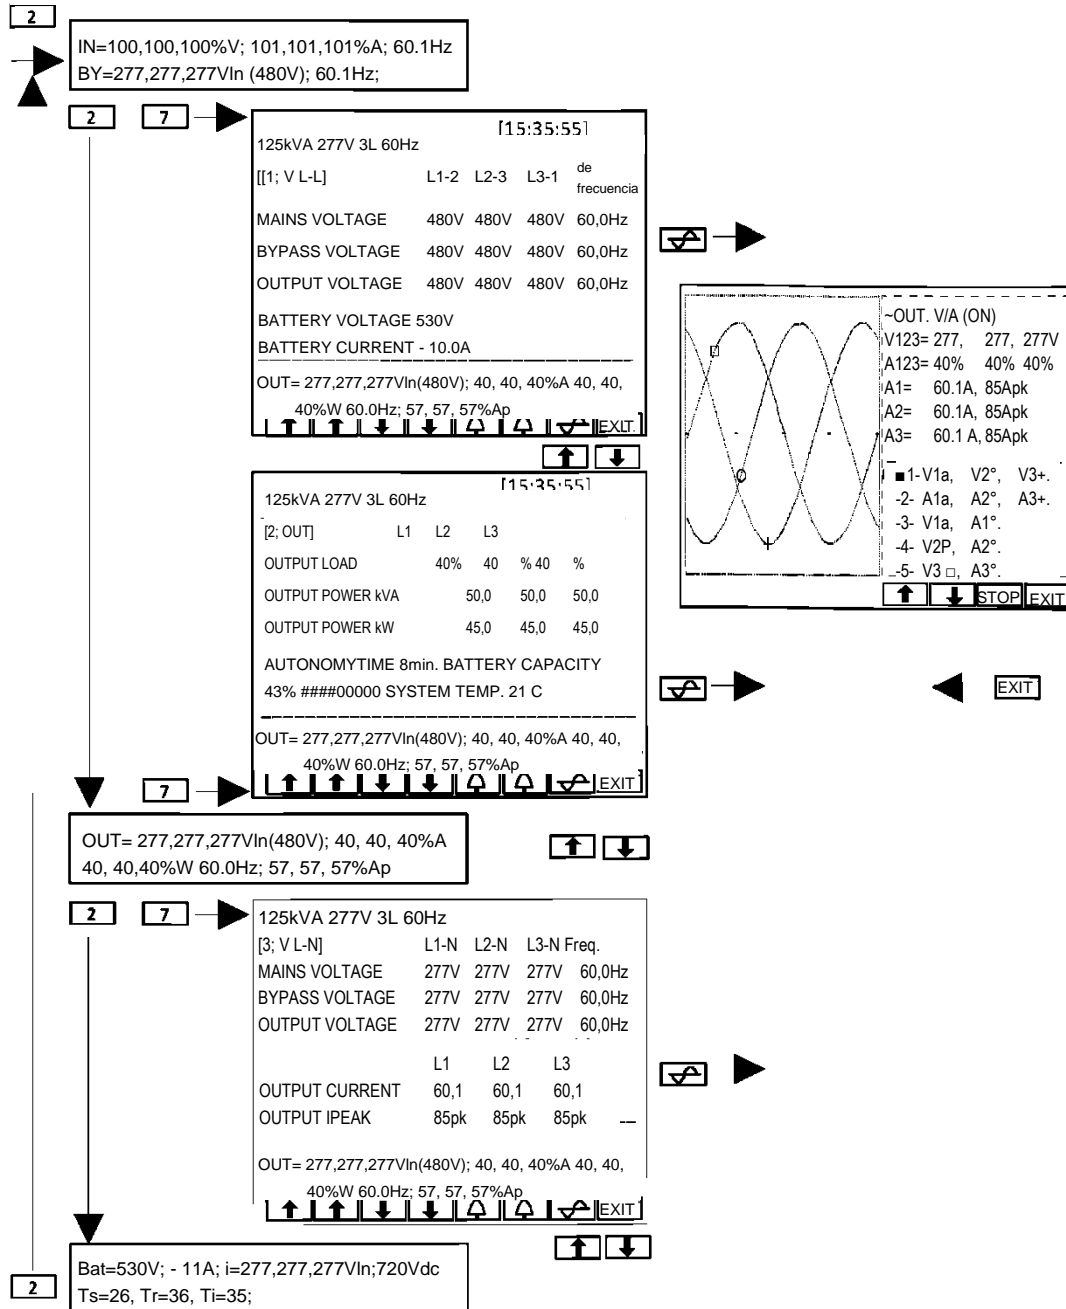 2
IN=100,100,100%V; 101,101,101%A; 60.1Hz
BY=277,277,277Vln (480V); 60.1Hz;
2 7
[15:35:55]
125kVA 277V 3L 60Hz
[[1; V L-L] L1-2 L2-3 L3-1 de frecuencia
MAINS VOLTAGE 480V 480V 480V 60,0Hz
BYPASS VOLTAGE 480V 480V 480V 60,0Hz
OUTPUT VOLTAGE 480V 480V 480V 60,0Hz
BATTERY VOLTAGE 530V
BATTERY CURRENT - 10.0A
OUT= 277,277,277Vln(480V); 40, 40, 40%A 40, 40,
40%W 60.0Hz; 57, 57, 57%Ap
EXIT.
~OUT. V/A (ON)
V123= 277, 277, 277V
A123= 40% 40% 40%
A1= 60.1A, 85Apk
A2= 60.1A, 85Apk
A3= 60.1 A, 85Apk
■1-V1a, V2°, V3+.
-2- A1a, A2°, A3+.
-3- V1a, A1°.
-4- V2P, A2°.
-5- V3 □, A3°.
STOP EXIT
[15:35:55]
125kVA 277V 3L 60Hz
[2; OUT] L1 L2 L3
OUTPUT LOAD 40% 40 % 40 %
OUTPUT POWER kVA 50,0 50,0 50,0
OUTPUT POWER kW 45,0 45,0 45,0
AUTONOMYTIME 8min. BATTERY CAPACITY
43% ####00000 SYSTEM TEMP. 21 C
OUT= 277,277,277Vln(480V); 40, 40, 40%A 40, 40,
40%W 60.0Hz; 57, 57, 57%Ap
EXIT
EXIT
7
OUT= 277,277,277Vln(480V); 40, 40, 40%A
40, 40,40%W 60.0Hz; 57, 57, 57%Ap
2 7
125kVA 277V 3L 60Hz
[3; V L-N] L1-N L2-N L3-N Freq.
MAINS VOLTAGE 277V 277V 277V 60,0Hz
BYPASS VOLTAGE 277V 277V 277V 60,0Hz
OUTPUT VOLTAGE 277V 277V 277V 60,0Hz
L1 L2 L3
OUTPUT CURRENT 60,1 60,1 60,1
OUTPUT IPEAK 85pk 85pk 85pk
OUT= 277,277,277Vln(480V); 40, 40, 40%A 40, 40,
40%W 60.0Hz; 57, 57, 57%Ap
EXIT
2
Bat=530V; - 11A; i=277,277,277Vln;720Vdc
Ts=26, Tr=36, Ti=35;